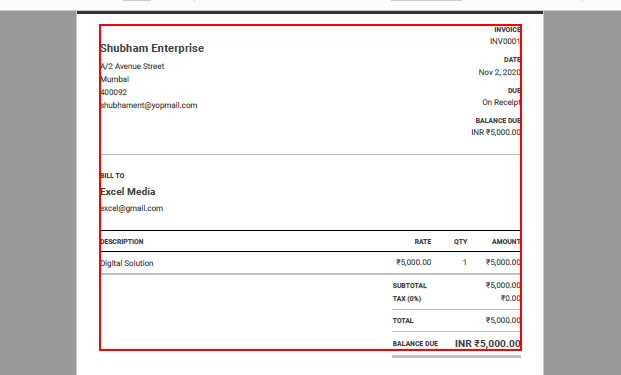 INVOICE
INV0001
Shubham Enterprise
DATE
A/2 Avenue Street
Nov 2, 2020
Mumbai
400092
DUE
On Receipt
shubhament@yopmail.com
BALANCE DUE
INR ₹5,000.00
BILL TO
Excel Media
excel@gmail.com
DESCRIPTION RATE QTY AMOUNT
Digital Solution ₹5,000.00 1 ₹5,000.00
SUBTOTAL ₹5,000.00
TAX (0%) ₹0.00
TOTAL ₹5,000.00
BALANCE DUE INR ₹5,000.00